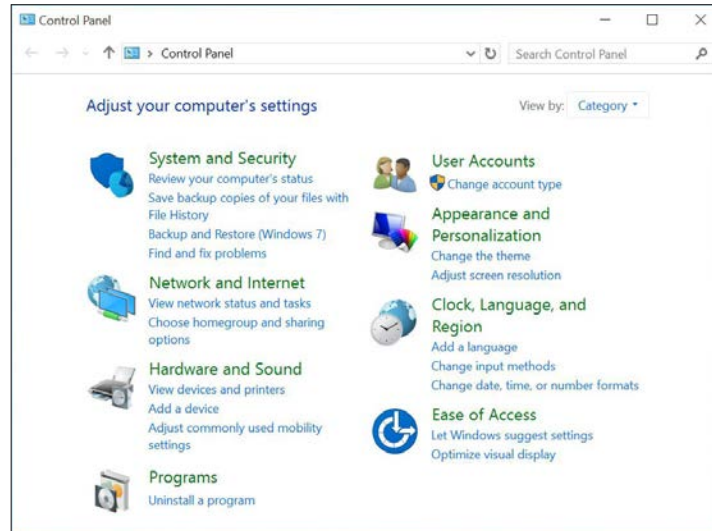 Control Panel
Control Panel
Search Control Panel
Adjust your computer's settings
View by: Category
System and Security
Review your computer's status
Save backup copies of your files with
File History
Backup and Restore (Windows 7)
Find and fix problems
Network and Internet
View network status and tasks
Choose homegroup and sharing
options
Hardware and Sound
View devices and printers
Add a device
Adjust commonly used mobility
settings
Programs
Uninstall a program
User Accounts
Change account type
Appearance and
Personalization
Change the theme
Adjust screen resolution
Clock, Language, and
Region
Add a language
Change input methods
Change date, time, or number formats
Ease of Access
Let Windows suggest settings
Optimize visual display